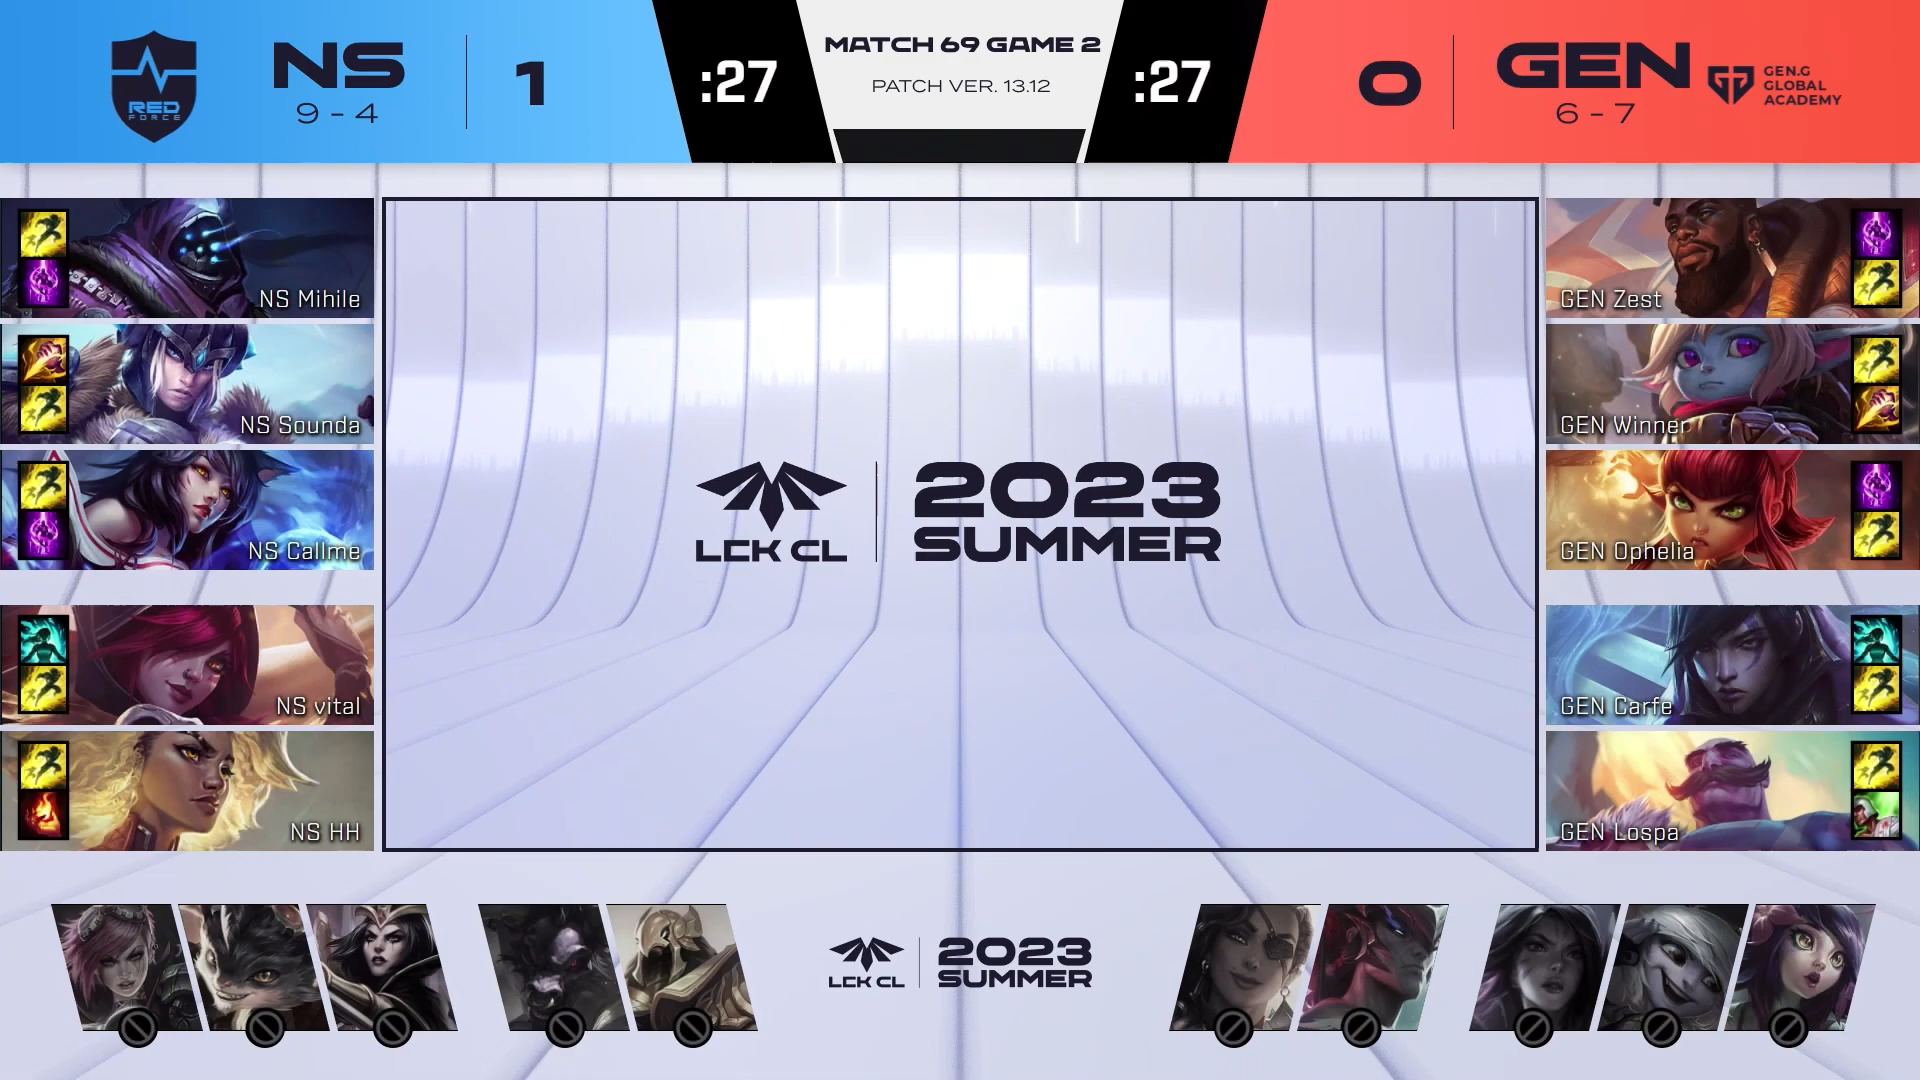 RED
FORCE
NS
9 - 4
1
:27
MATCH 69 GAME 2
PATCH VER. 13.12
:27
0
GEN
6 - 7
GEN.G
GLOBAL
ACADEMY
NS Mihile
NS Sounda
NS Callme
NS vital
NS HH
LCK CL
2023
SUMMER
GEN Zest
GEN Winner
GEN Ophelia
GEN Carfe
GEN Lospa
LCK CL
2023
SUMMER